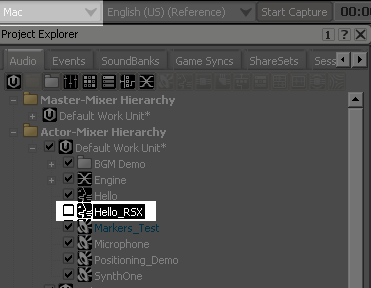 Mac English (US) (Reference) Start Capture 00:0
Project Explorer 1 ?
Audio Events SoundBanks Game Syncs ShareSets Sess
Master-Mixer Hierarchy
Default Work Unit*
Actor-Mixer Hierarchy
Default Work Unit*
BGM Demo
Engine
Hello
Hello_RSX
Markers_Test
Microphone
Positioning_Demo
SynthOne